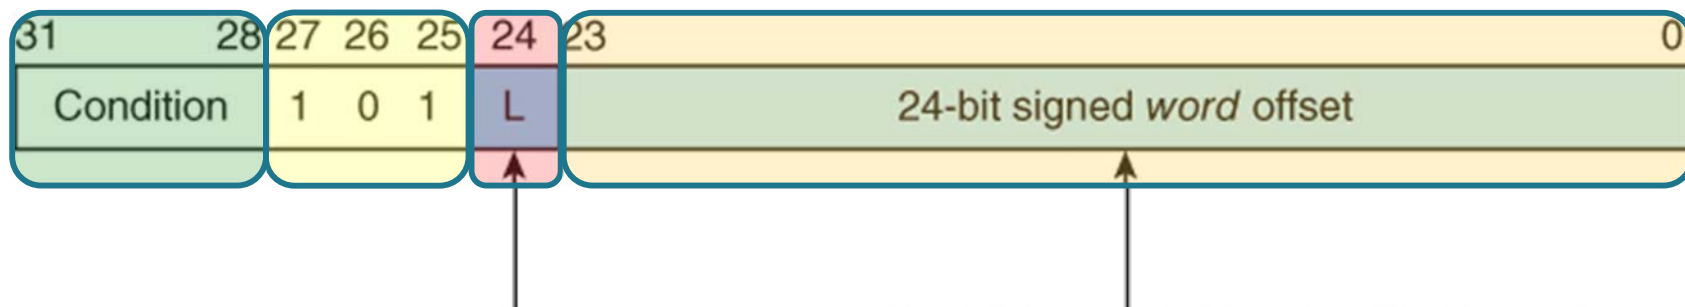 31 28 27 26 25 24 23 0
Condition 1 0 1 L 24-bit signed word offset